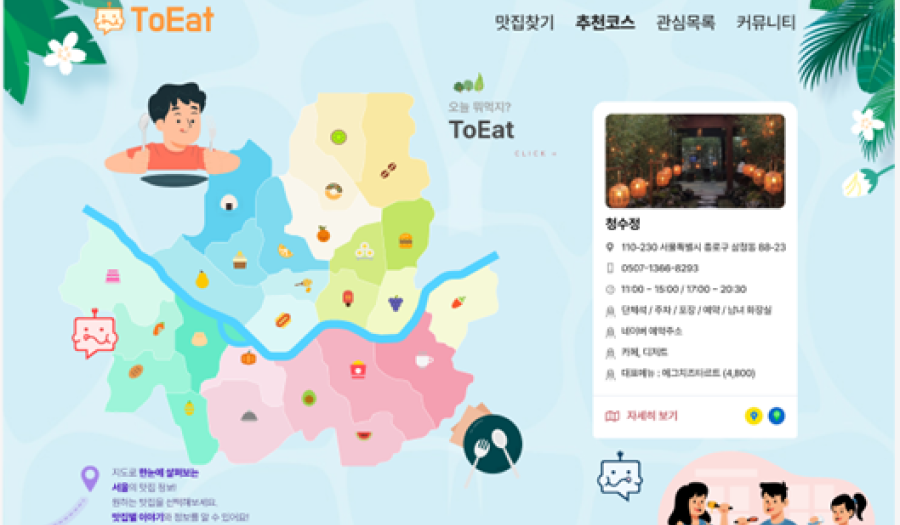 ToEat
맛집찾기 추천코스 관심목록 커뮤니티
오늘 뭐먹지?
ToEat
CLICK →
청수정
110-230 서울특별시 종로구 삼청동 88-23
0507-1366-8293
11:00 ~ 15:00 / 17:00 ~ 20:30
단체석 / 주차 / 포장 / 예약 / 남녀 화장실
네이버 예약주소
카페, 디저트
대표메뉴 : 에그치즈타르트 (4,800)
자세히 보기
지도로 한눈에 살펴보는
서울의 맛집 정보!
원하는 맛집을 선택해보세요.
맛집별 이야기와 정보를 알 수 있어요!